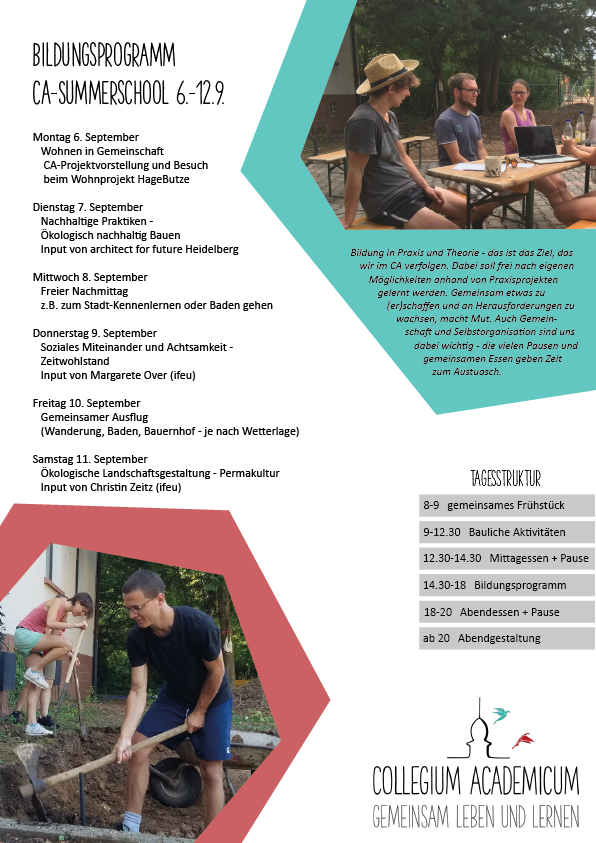 BILDUNGSPROGRAMM
CA-SUMMERSCHOOL 6.-12.9.
Montag 6. September
Wohnen in Gemeinschaft
CA-Projektvorstellung und Besuch
beim Wohnprojekt HageButze
Dienstag 7. September
Nachhaltige Praktiken -
Ökologisch nachhaltig Bauen
Input von architect for future Heidelberg
Mittwoch 8. September
Freier Nachmittag
z.B. zum Stadt-Kennenlernen oder Baden gehen
Donnerstag 9. September
Soziales Miteinander und Achtsamkeit -
Zeitwohlstand
Input von Margarete Over (ifeu)
Freitag 10. September
Gemeinsamer Ausflug
(Wanderung, Baden, Bauernhof - je nach Wetterlage)
Samstag 11. September
Ökologische Landschaftsgestaltung - Permakultur
Input von Christin Zeitz (ifeu)
Bildung in Praxis und Theorie - das ist das Ziel, das
wir im CA verfolgen. Dabei soll frei nach eigenen
Möglichkeiten anhand von Praxisprojekten
gelernt werden. Gemeinsam etwas zu
(er)schaffen und an Herausforderungen zu
wachsen, macht Mut. Auch Gemein-
schaft und Selbstorganisation sind uns
dabei wichtig - die vielen Pausen und
gemeinsamen Essen geben Zeit
zum Austuasch.
TAGESSTRUKTUR
8-9 gemeinsames Frühstück
9-12.30 Bauliche Aktivitäten
12.30-14.30 Mittagessen + Pause
14.30-18 Bildungsprogramm
18-20 Abendessen + Pause
ab 20 Abendgestaltung
COLLEGIUM ACADEMICUM
GEMEINSAM LEBEN UND LERNEN